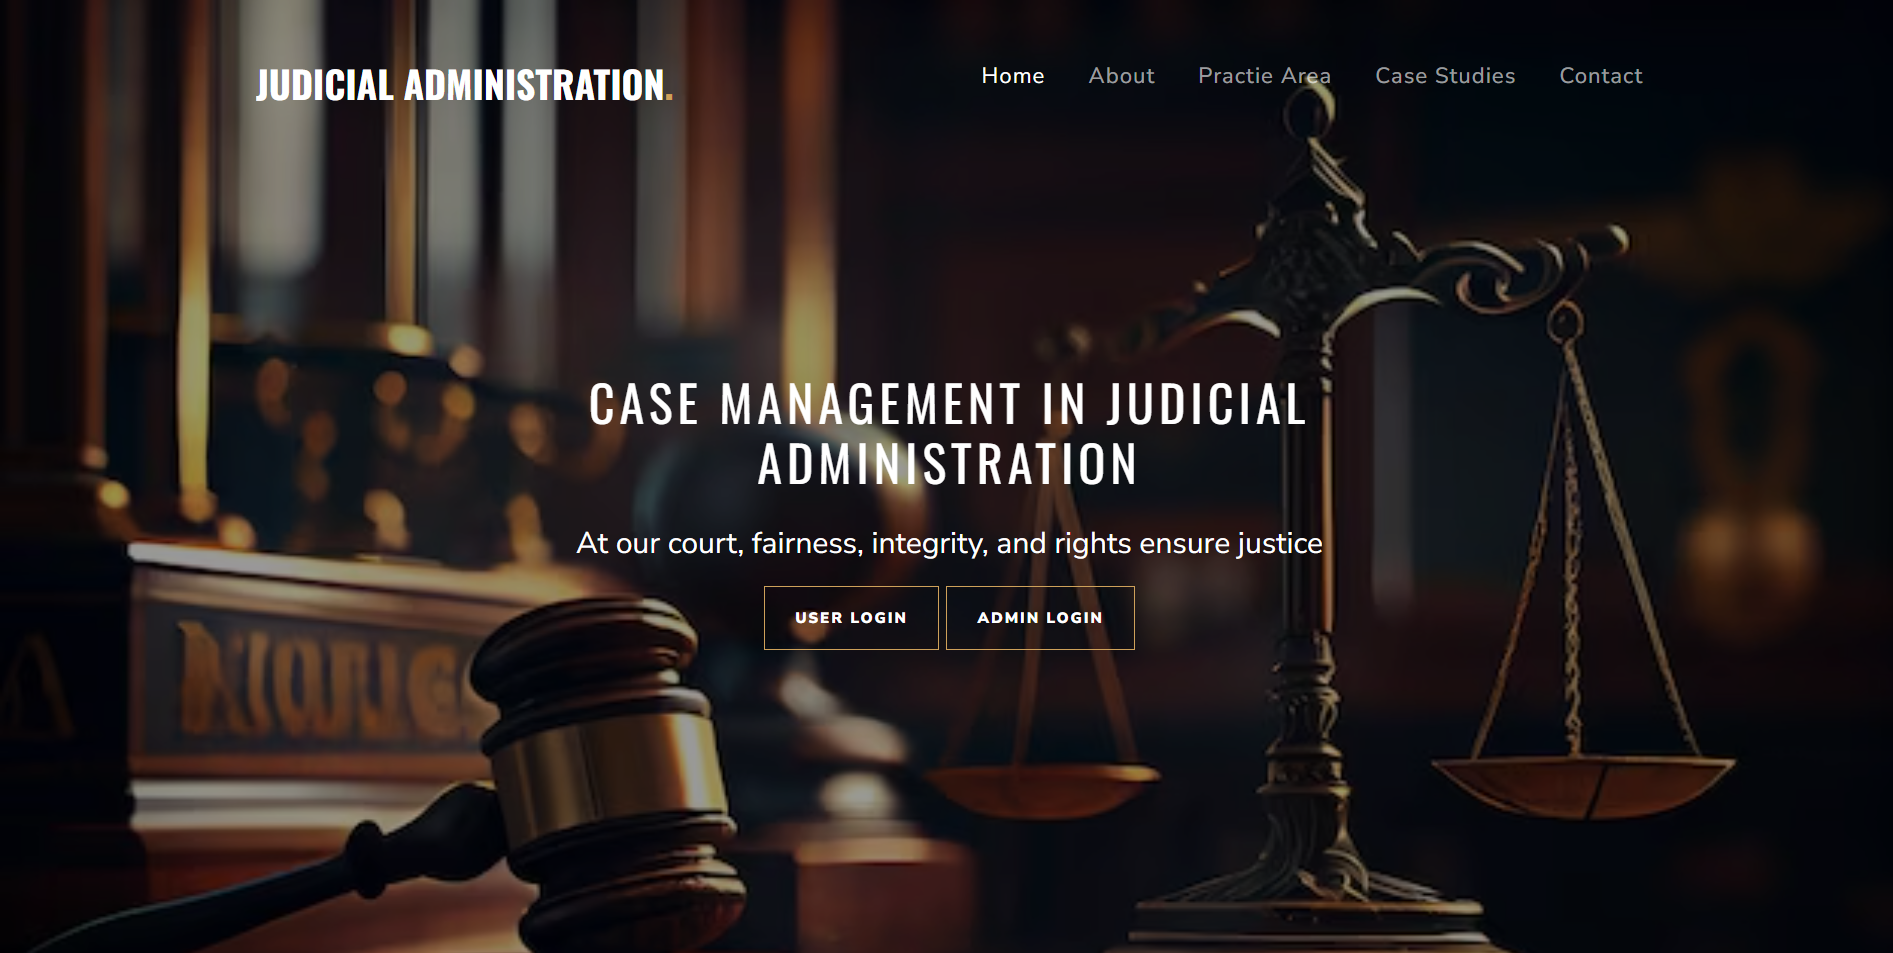 JUDICIAL ADMINISTRATION.
Home About Practie Area Case Studies Contact
CASE MANAGEMENT IN JUDICIAL
ADMINISTRATION
At our court, fairness, integrity, and rights ensure justice
USER LOGIN ADMIN LOGIN